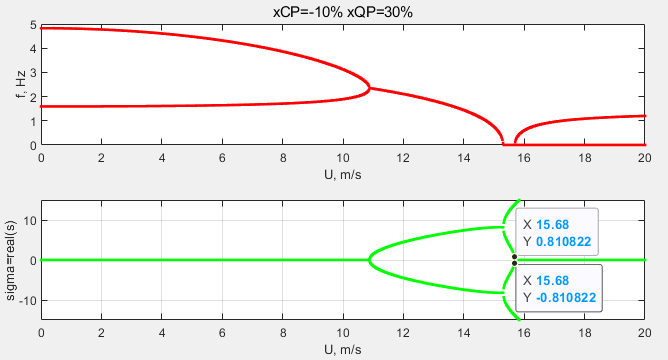 xCP=-10% xQP=30%
f, Hz
5
4
3
2
1
0
0 2 4 6 8 10 12 14 16 18 20
U, m/s
sigma=real(s)
10
0
-10
X 15.68
Y 0.810822
X 15.68
Y -0.810822
0 2 4 6 8 10 12 14 16 18 20
U, m/s